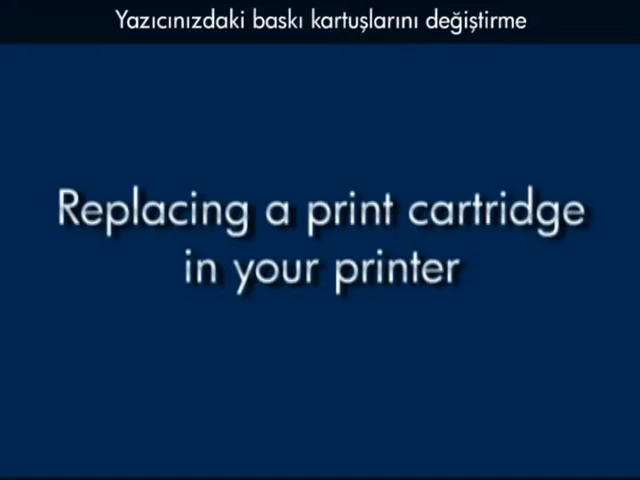 Yazıcınızdaki baskı kartuşlarını değiştirme
Replacing a print cartridge
in your printer